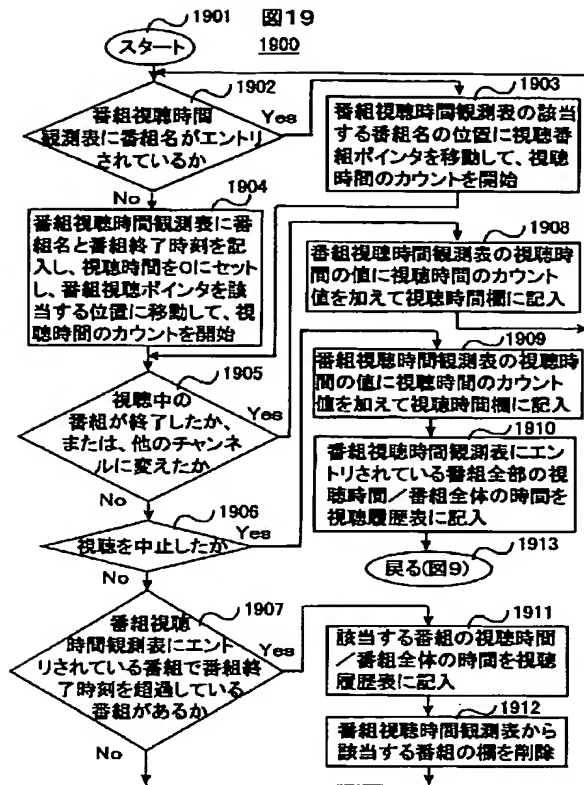 1901
図19
スタート
1900
1902
番組視聴時間
観測表に番組名がエントリ
されているか
Yes
No
1903
番組視聴時間観測表の該当
する番組名の位置に視聴番
組ポインタを移動して、視聴
時間のカウントを開始
1904
番組視聴時間観測表に番
組名と番組終了時刻を記
入し、視聴時間を0にセット
し、番組視聴ポインタを該
当する位置に移動して、視
聴時間のカウントを開始
1908
番組視聴時間観測表の視聴時
間の値に視聴時間のカウント
値を加えて視聴時間欄に記入
1905
視聴中の
番組が終了したか、
または、他のチャンネ
ルに変えたか
Yes
No
1909
番組視聴時間観測表の視聴時
間の値に視聴時間のカウント
値を加えて視聴時間欄に記入
1910
番組視聴時間観測表にエント
リされている番組全部の視
聴時間/番組全体の時間を
視聴履歴表に記入
1906
視聴を中止したか
Yes
No
1913
戻る(図9)
1907
番組視聴
時間観測表にエント
リされている番組で番組終
了時刻を超過している
番組があるか
Yes
No
1911
該当する番組の視聴時間
/番組全体の時間を視聴
履歴表に記入
1912
番組視聴時間観測表から
該当する番組の欄を削除